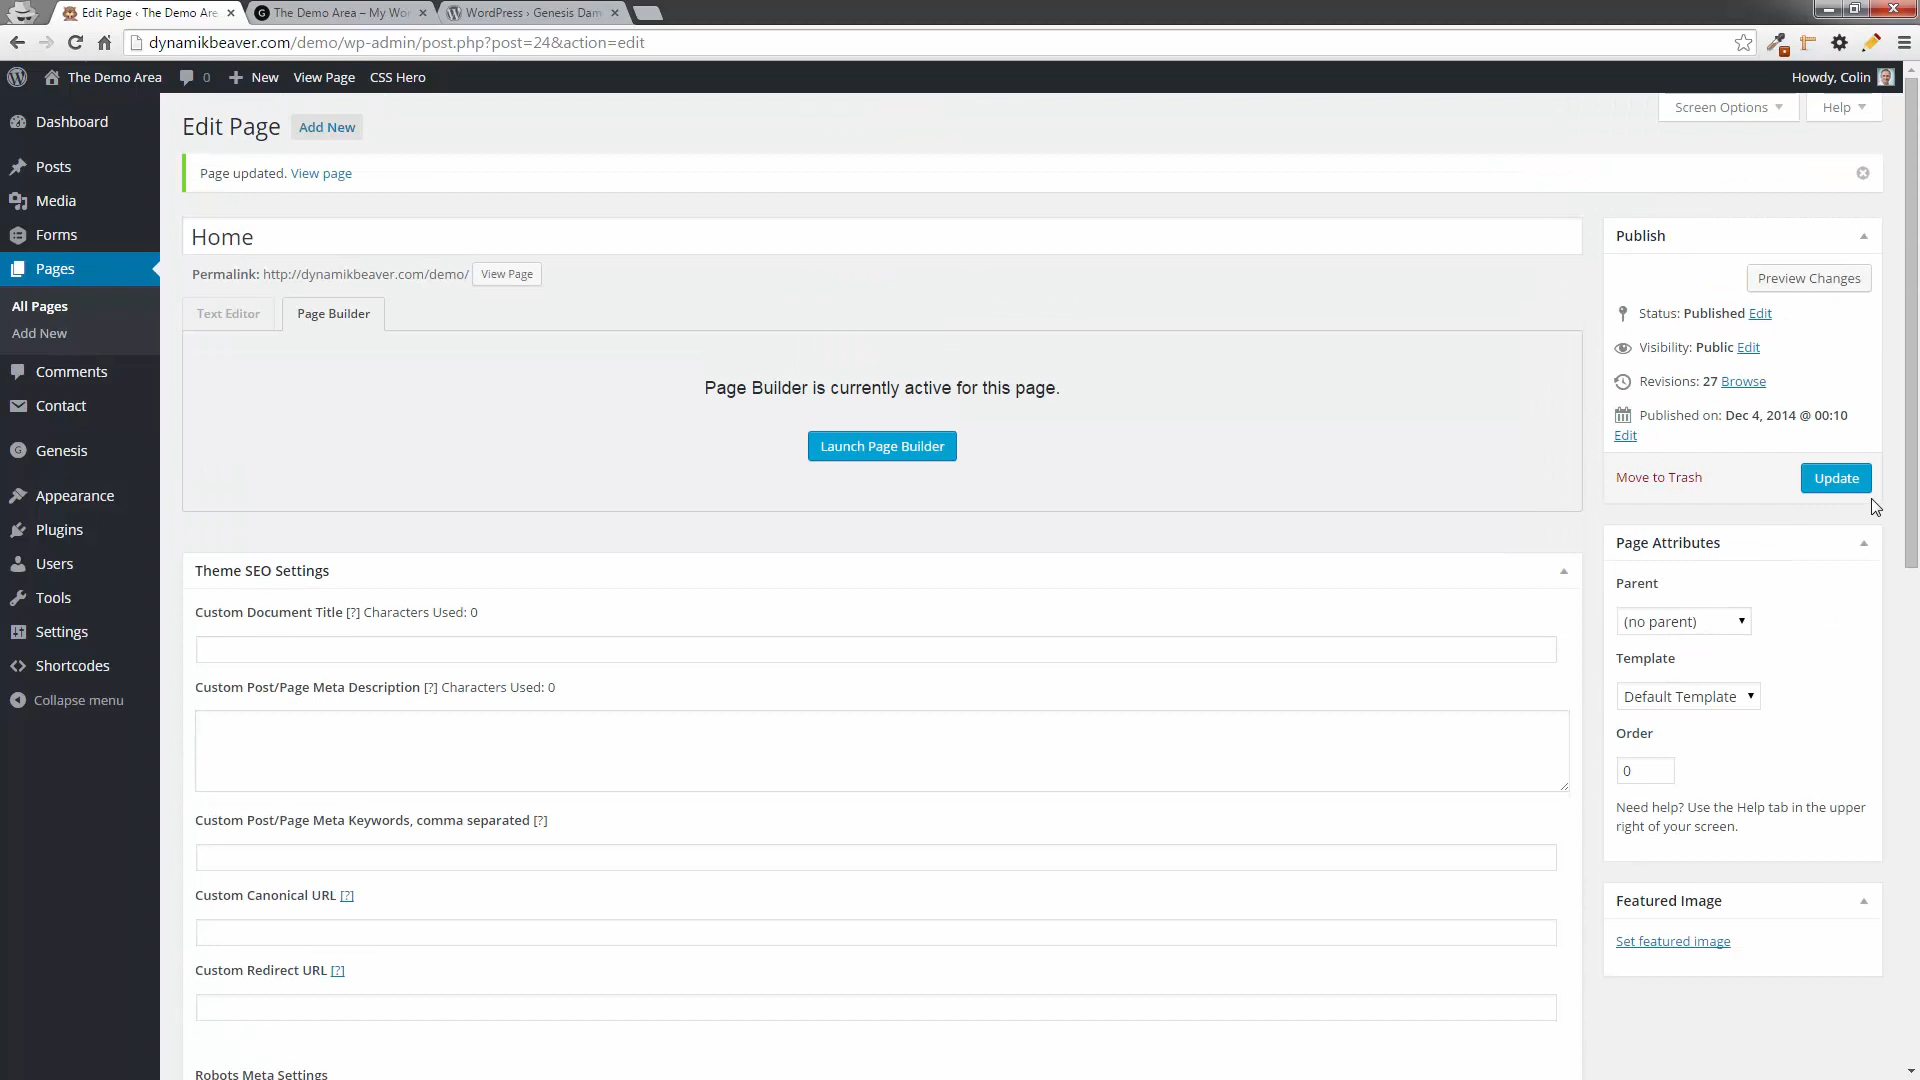 Edit Page ‹ The Demo Are
The Demo Area – My Wo
WordPress › Genesis Dam
dynamikbeaver.com/demo/wp-admin/post.php?post=24&action=edit
The Demo Area
0
New
View Page
CSS Hero
Howdy, Colin
Screen Options
Help
Dashboard
Posts
Media
Forms
Pages
All Pages
Add New
Comments
Contact
Genesis
Appearance
Plugins
Users
Tools
Settings
Shortcodes
Collapse menu
Edit Page
Add New
Page updated. View page
Home
Permalink: http://dynamikbeaver.com/demo/
View Page
Text Editor
Page Builder
Page Builder is currently active for this page.
Launch Page Builder
Theme SEO Settings
Custom Document Title [?] Characters Used: 0
Custom Post/Page Meta Description [?] Characters Used: 0
Custom Post/Page Meta Keywords, comma separated [?]
Custom Canonical URL [?]
Custom Redirect URL [?]
Robots Meta Settings
Publish
Preview Changes
Status: Published Edit
Visibility: Public Edit
Revisions: 27 Browse
Published on: Dec 4, 2014 @ 00:10
Edit
Move to Trash
Update
Page Attributes
Parent
(no parent)
Template
Default Template
Order
0
Need help? Use the Help tab in the upper
right of your screen.
Featured Image
Set featured image